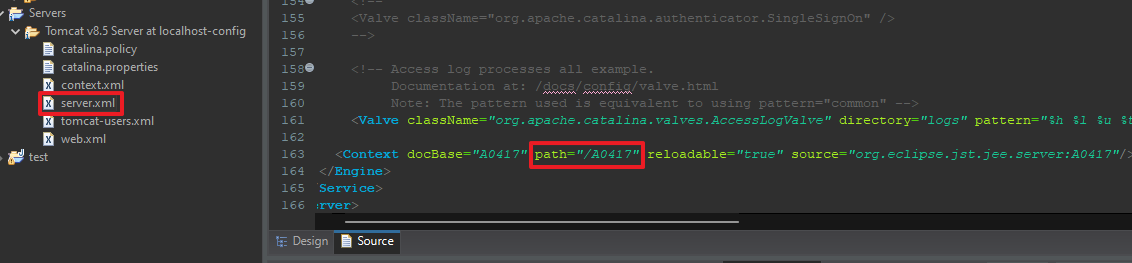 Servers
Tomcat v8.5 Server at localhost-config
catalina.policy
catalina.properties
context.xml
server.xml
tomcat-users.xml
web.xml
test
154 <!--
155 <Valve className="org.apache.catalina.authenticator.SingleSignOn" />
156 -->
157
158 <!-- Access log processes all example.
159 Documentation at: /docs/config/valve.html
160 Note: The pattern used is equivalent to using pattern="common" -->
161 <Valve className="org.apache.catalina.valves.AccessLogValve" directory="logs" pattern="%h %l %u %t
162
163 <Context docBase="A0417" path="/A0417" reloadable="true" source="org.eclipse.jst.jee.server:A0417"/>
164 </Engine>
165 Service>
166 rver>
Design
Source